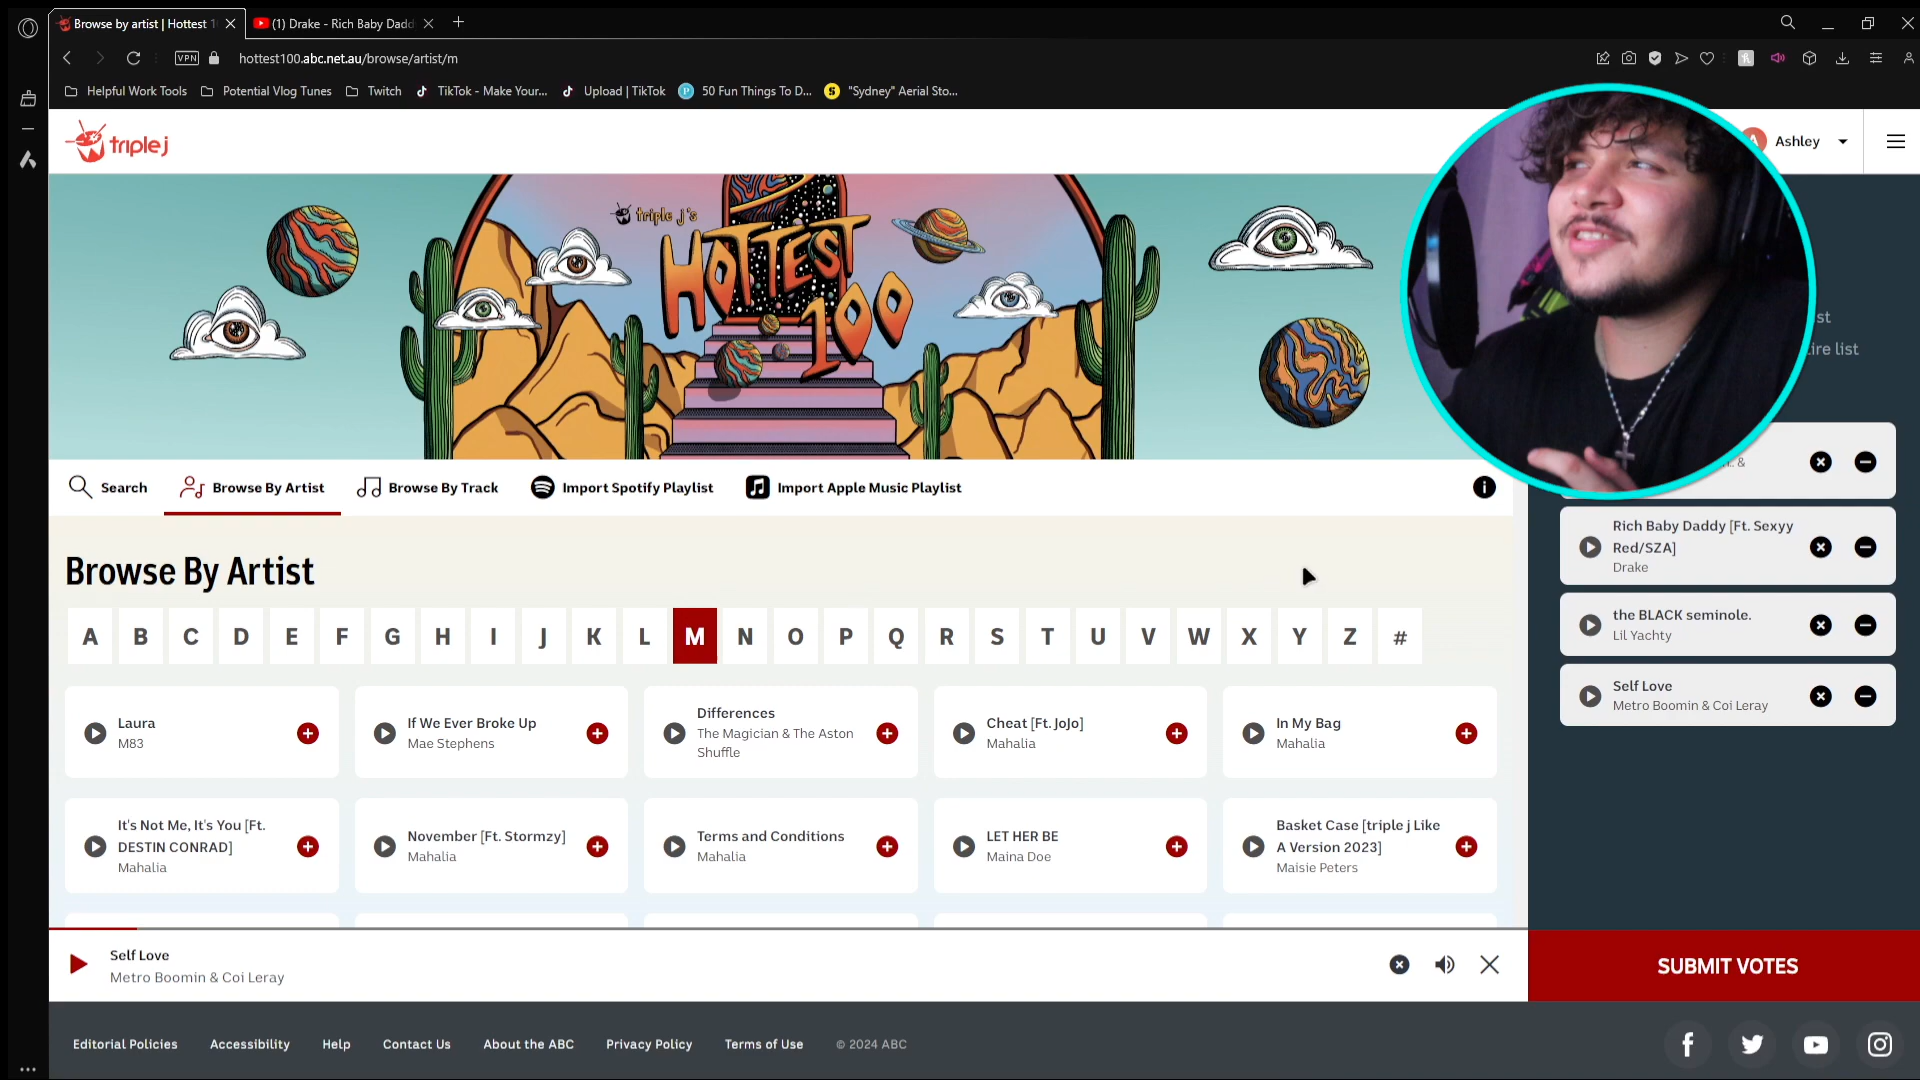 Browse by artist | Hottest 1
(1) Drake - Rich Baby Dadd
VPN
hottest100.abc.net.au/browse/artist/m
Helpful Work Tools
Potential Vlog Tunes
Twitch
TikTok - Make Your...
Upload | TikTok
50 Fun Things To D...
"Sydney" Aerial Sto...
triple j
A
Ashley
triple j's
HOTTEST
100
st
ire list
Search
Browse By Artist
Browse By Track
Import Spotify Playlist
Import Apple Music Playlist
Browse By Artist
A B C D E F G H I J K L M N O P Q R S T U V W X Y Z #
Laura
M83
If We Ever Broke Up
Mae Stephens
Differences
The Magician & The Aston
Shuffle
Cheat [Ft. JoJo]
Mahalia
In My Bag
Mahalia
It's Not Me, It's You [Ft.
DESTIN CONRAD]
Mahalia
November [Ft. Stormzy]
Mahalia
Terms and Conditions
Mahalia
LET HER BE
Maina Doe
Basket Case [triple j Like
A Version 2023]
Maisie Peters
&
Rich Baby Daddy [Ft. Sexyy
Red/SZA]
Drake
the BLACK seminole.
Lil Yachty
Self Love
Metro Boomin & Coi Leray
Self Love
Metro Boomin & Coi Leray
SUBMIT VOTES
Editorial Policies
Accessibility
Help
Contact Us
About the ABC
Privacy Policy
Terms of Use
© 2024 ABC